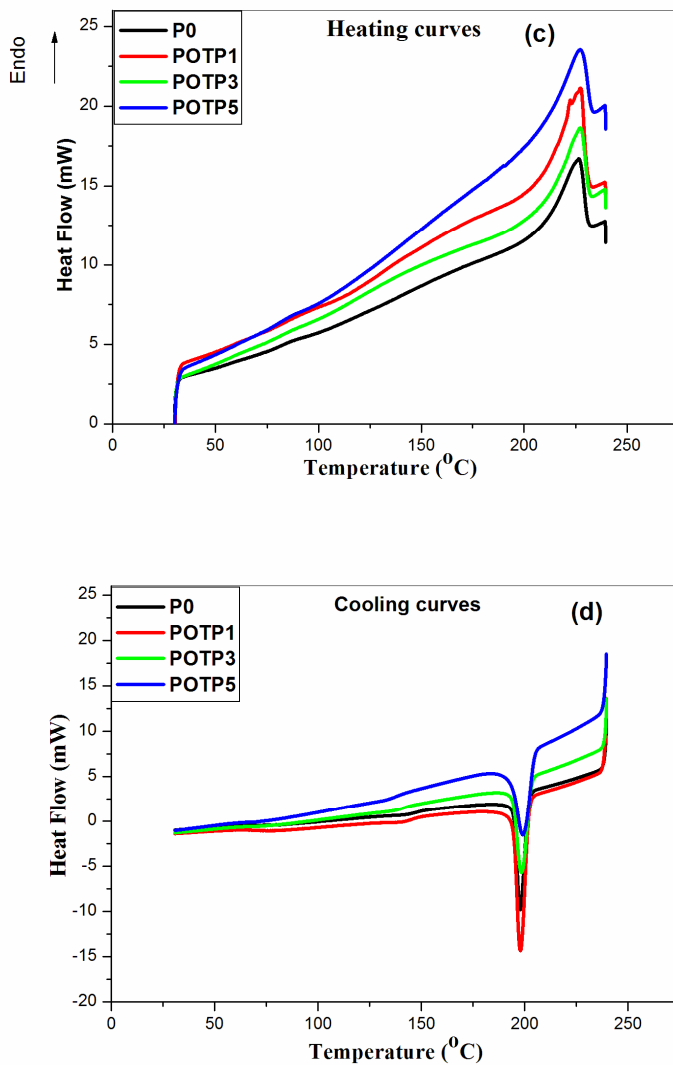 Endo
25
20
15
10
5
0
Heat Flow (mW)
P0
POTP1
POTP3
POTP5
Heating curves
(c)
0
50
100
150
200
250
Temperature (⁰C)
25
20
15
10
5
0
-5
-10
-15
-20
Heat Flow (mW)
P0
POTP1
POTP3
POTP5
Cooling curves
(d)
0
50
100
150
200
250
Temperature (⁰C)